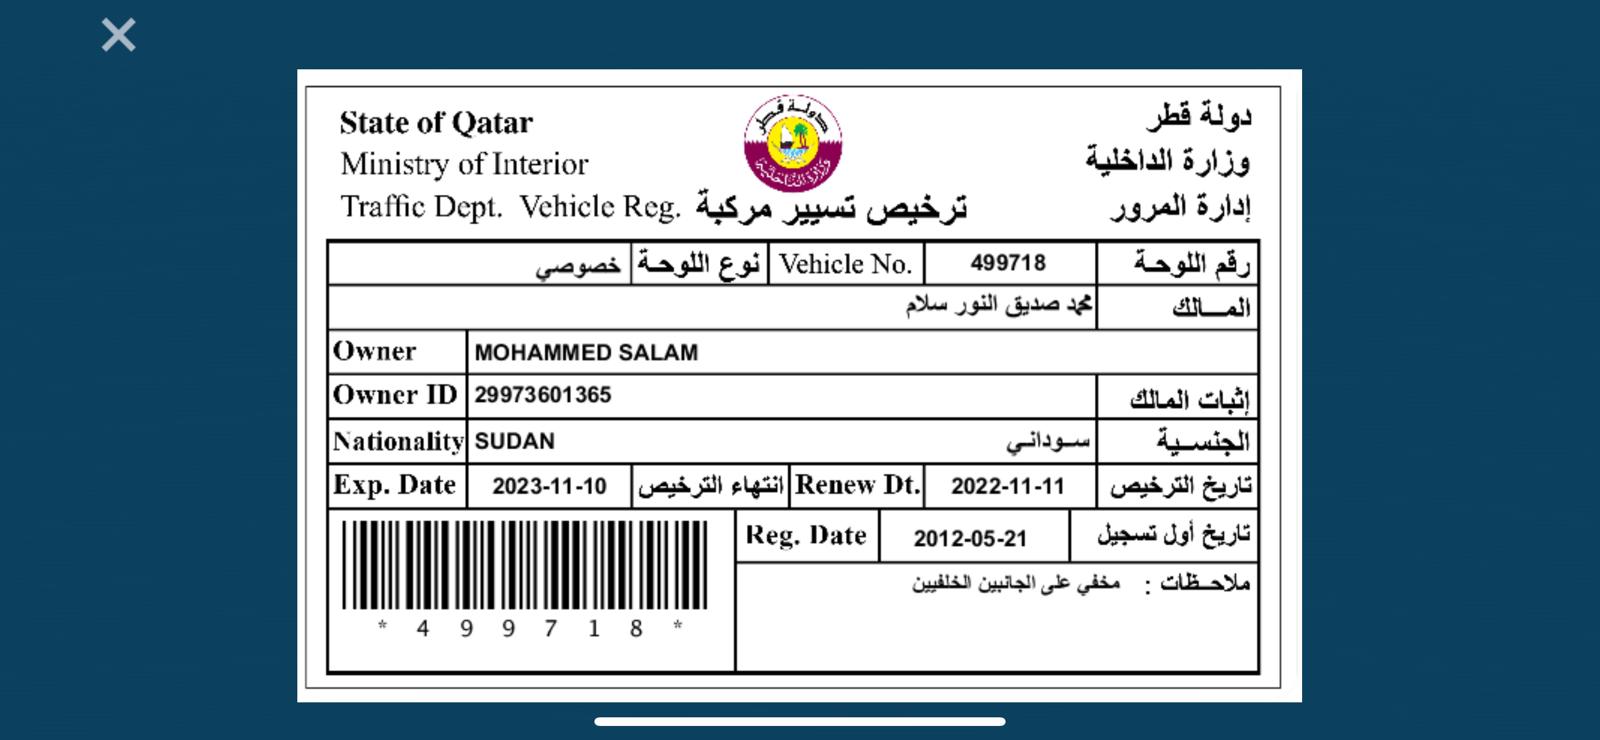 State of Qatar
دولة قطر
Ministry of Interior
وزارة الداخلية
Traffic Dept. Vehicle Reg. ترخيص تسيير مركبة
إدارة المرور
دولة قطر
وزارة الداخلية
رقم اللوحة 499718 Vehicle No. نوع اللوحة خصوصي
المالك محمد صديق النور سلام
Owner MOHAMMED SALAM
Owner ID 29973601365 إثبات المالك
Nationality SUDAN سوداني الجنسية
Exp. Date 2023-11-10 انتهاء الترخيص Renew Dt. 2022-11-11 تاريخ الترخيص
Reg. Date 2012-05-21 تاريخ أول تسجيل
ملاحظات : مخفي على الجانبين الخلفيين
* 4 9 9 7 1 8 *